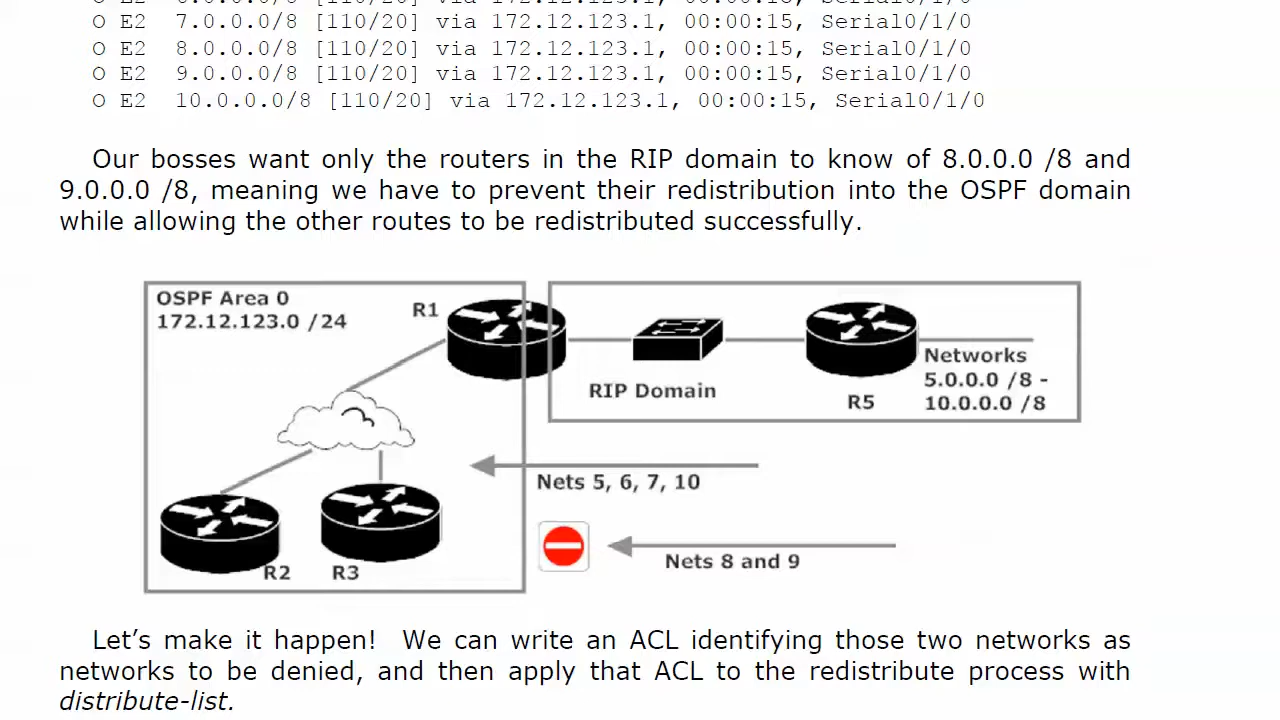 O E2 7.0.0.0/8 [110/20] via 172.12.123.1, 00:00:15, Serial0/1/0
O E2 8.0.0.0/8 [110/20] via 172.12.123.1, 00:00:15, Serial0/1/0
O E2 9.0.0.0/8 [110/20] via 172.12.123.1, 00:00:15, Serial0/1/0
O E2 10.0.0.0/8 [110/20] via 172.12.123.1, 00:00:15, Serial0/1/0
Our bosses want only the routers in the RIP domain to know of 8.0.0.0 /8 and
9.0.0.0 /8, meaning we have to prevent their redistribution into the OSPF domain
while allowing the other routes to be redistributed successfully.
OSPF Area 0
172.12.123.0 /24
R1
RIP Domain
R5
Networks
5.0.0.0 /8 -
10.0.0.0 /8
Nets 5, 6, 7, 10
Nets 8 and 9
R2
R3
Let's make it happen! We can write an ACL identifying those two networks as
networks to be denied, and then apply that ACL to the redistribute process with
distribute-list.